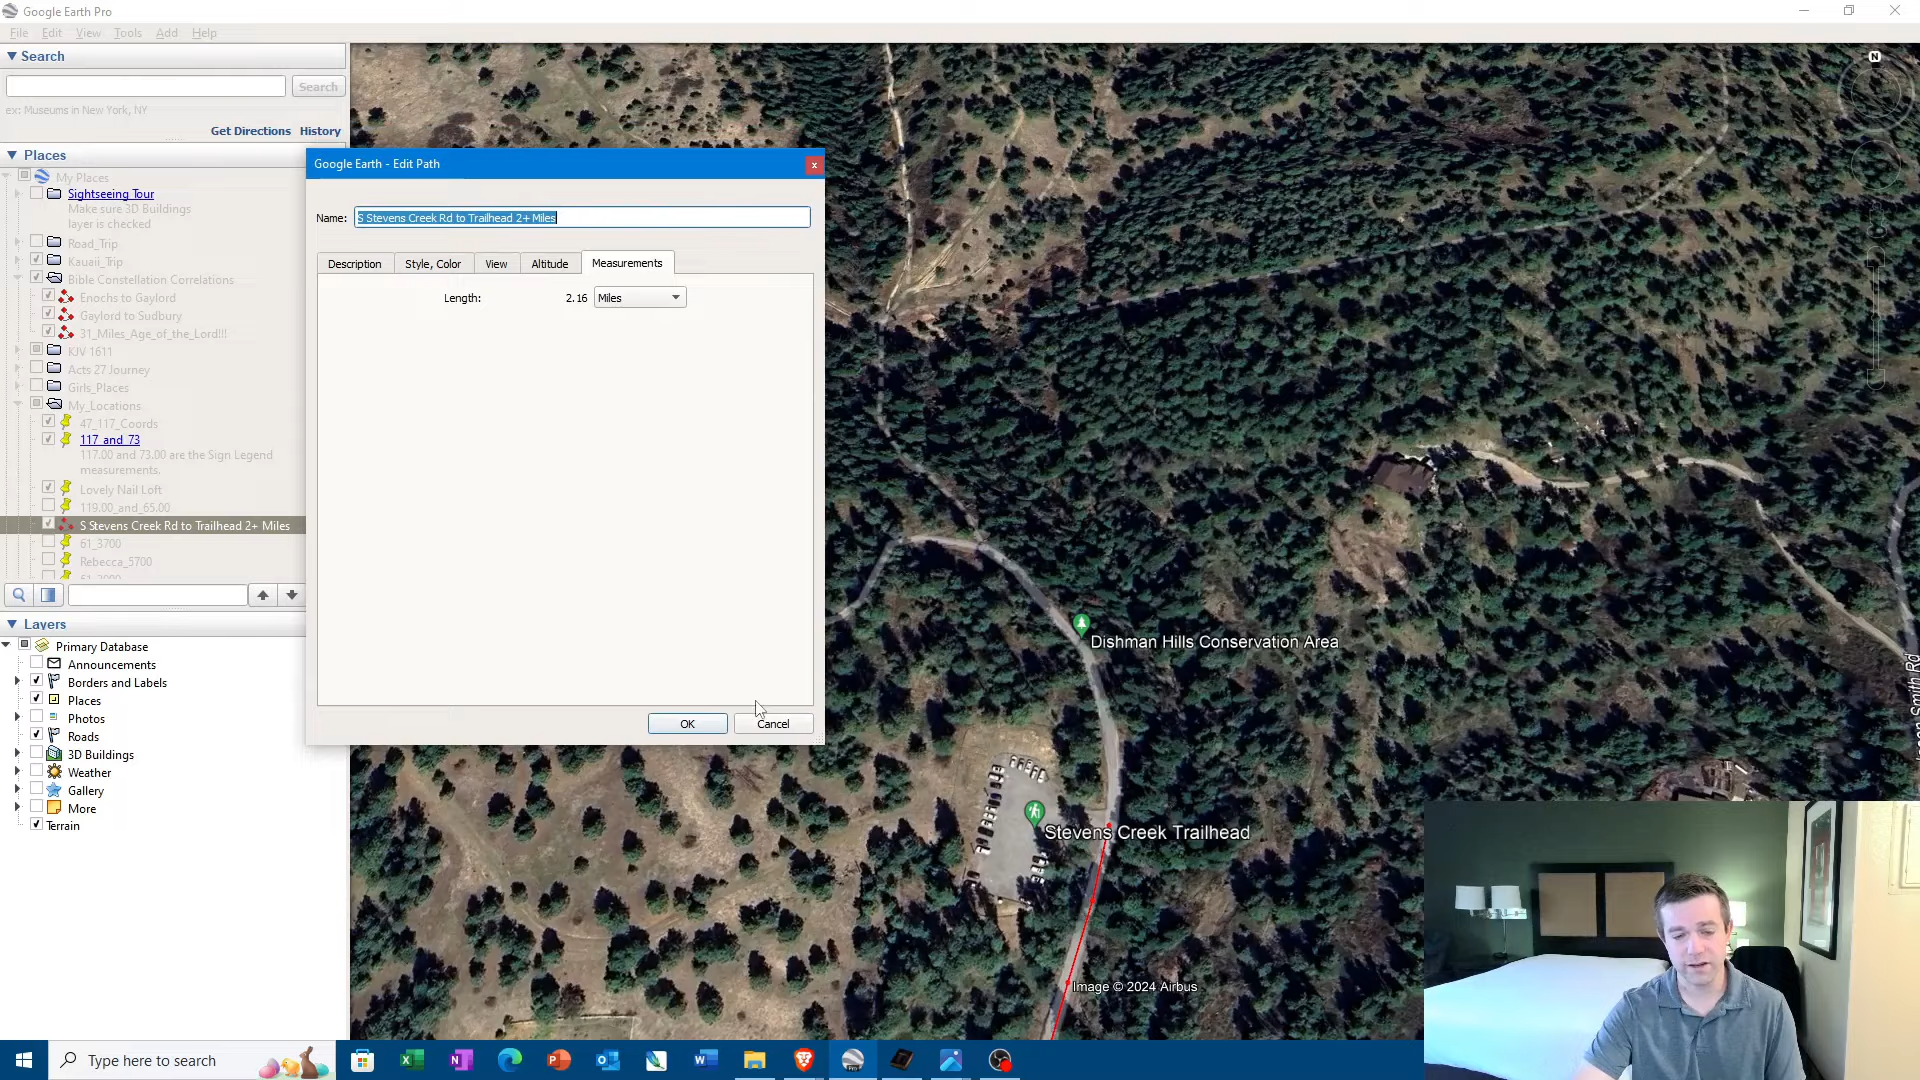 Google Earth Pro
File Edit View Tools Add Help
Search
Search
ex: Museums in New York, NY
Get Directions History
Places
My Places
Sightseeing Tour
Make sure 3D Buildings
layer is checked
Road_Trip
Kauaii_Trip
Bible Constellation Correlations
Enochs to Gaylord
Gaylord to Sudbury
31_Miles_Age_of_the_Lord!!!
KJV 1611
Acts 27 Journey
Girls_Places
My_Locations
47_117_Coords
117_and_73
117.00 and 73.00 are the Sign Legend
measurements.
Lovely Nail Loft
119.00_and_65.00
S Stevens Creek Rd to Trailhead 2+ Miles
61_3700
Rebecca_5700
Layers
Primary Database
Announcements
Borders and Labels
Places
Photos
Roads
3D Buildings
Weather
Gallery
More
Terrain
Google Earth - Edit Path
Name: S Stevens Creek Rd to Trailhead 2+ Miles
Description Style, Color View Altitude Measurements
Length: 2.16 Miles
OK Cancel
N
Dishman Hills Conservation Area
Stevens Creek Trailhead
Image © 2024 Airbus
Smith Rd
Type here to search